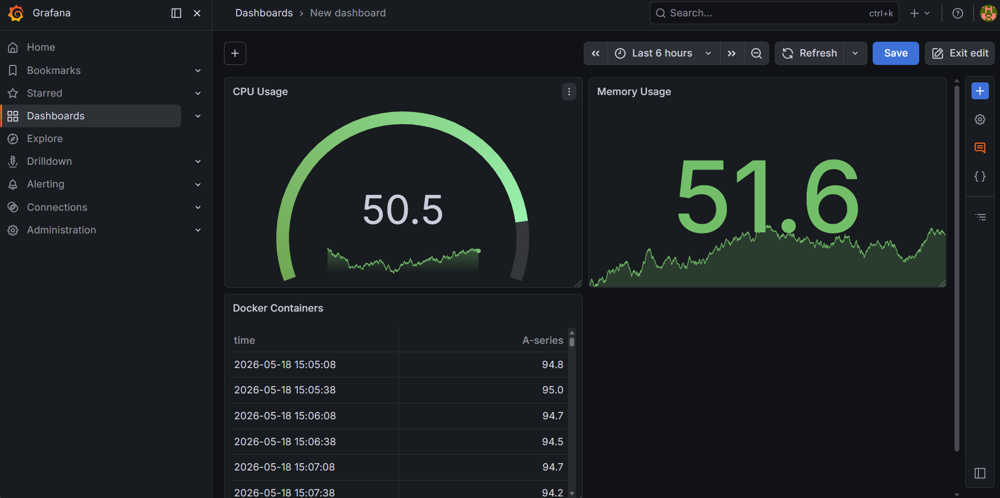 Grafana
Dashboards › New dashboard
Search...
ctrl+k
Home
Bookmarks
Starred
Dashboards
Explore
Drilldown
Alerting
Connections
Administration
Last 6 hours
Refresh
Save
Exit edit
CPU Usage
50.5
Memory Usage
51.6
Docker Containers
time A-series
2026-05-18 15:05:08 94.8
2026-05-18 15:05:38 95.0
2026-05-18 15:06:08 94.7
2026-05-18 15:06:38 94.5
2026-05-18 15:07:08 94.7
2026-05-18 15:07:38 94.2